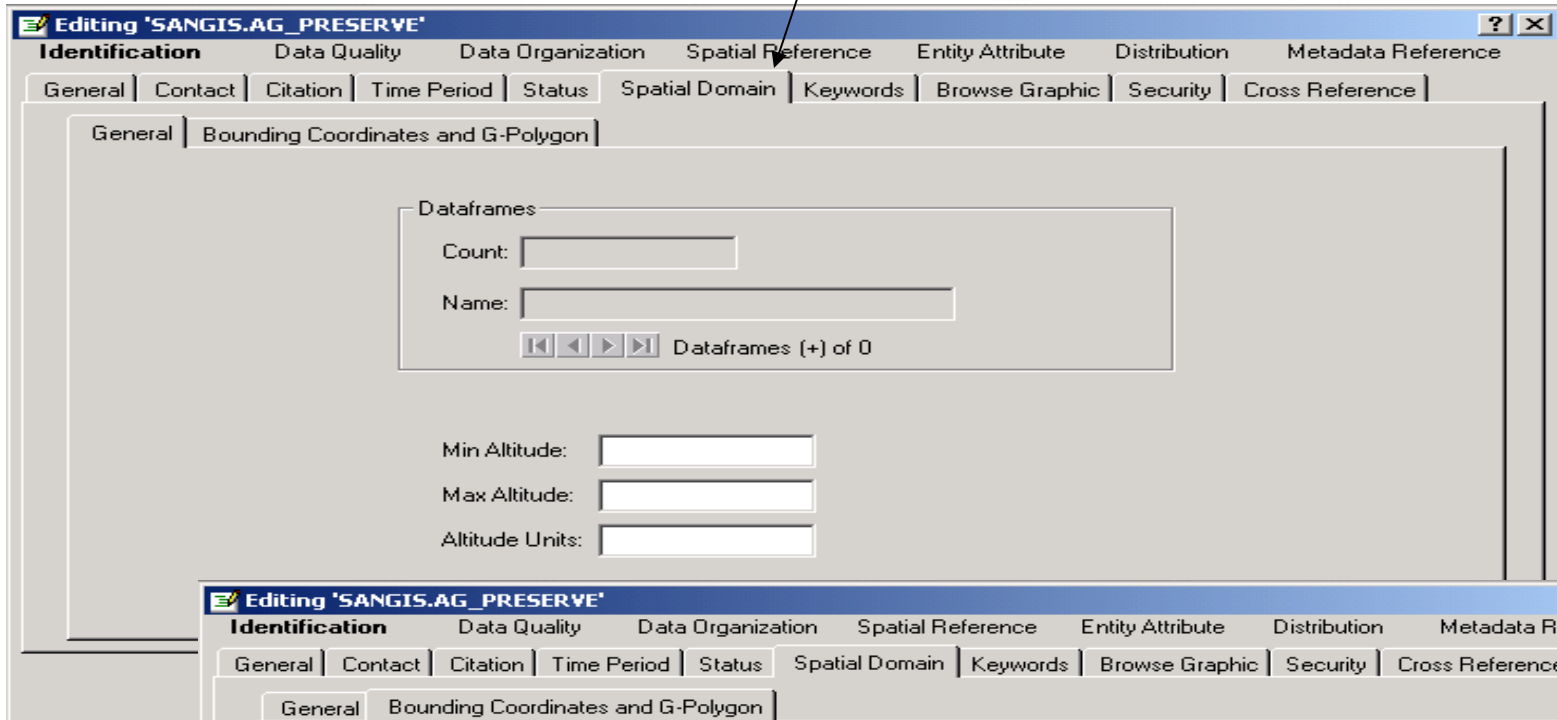 Editing 'SANGIS.AG_PRESERVE'
Identification Data Quality Data Organization Spatial Reference Entity Attribute Distribution Metadata Reference
General Contact Citation Time Period Status Spatial Domain Keywords Browse Graphic Security Cross Reference
General Bounding Coordinates and G-Polygon
Dataframes
Count:
Name:
Dataframes (+) of 0
Min Altitude:
Max Altitude:
Altitude Units:
Editing 'SANGIS.AG_PRESERVE'
Identification Data Quality Data Organization Spatial Reference Entity Attribute Distribution Metadata R
General Contact Citation Time Period Status Spatial Domain Keywords Browse Graphic Security Cross Reference
General Bounding Coordinates and G-Polygon